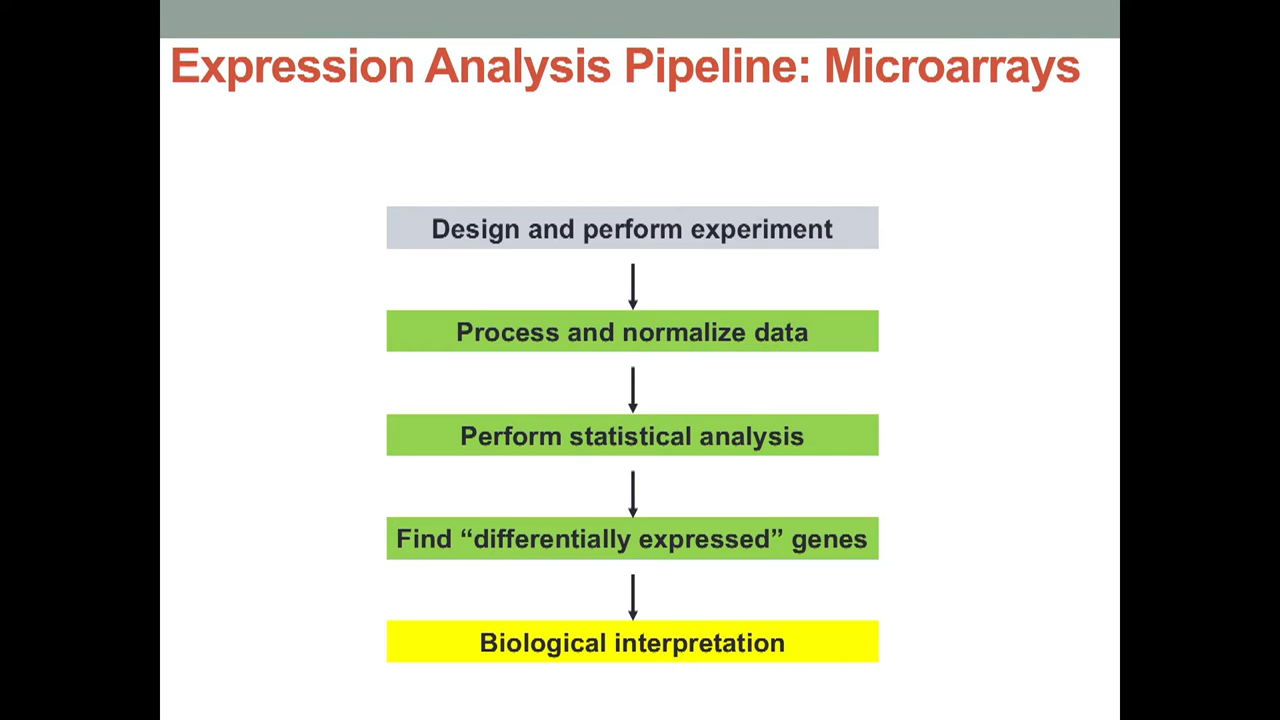 Expression Analysis Pipeline: Microarrays
Design and perform experiment
Process and normalize data
Perform statistical analysis
Find “differentially expressed” genes
Biological interpretation